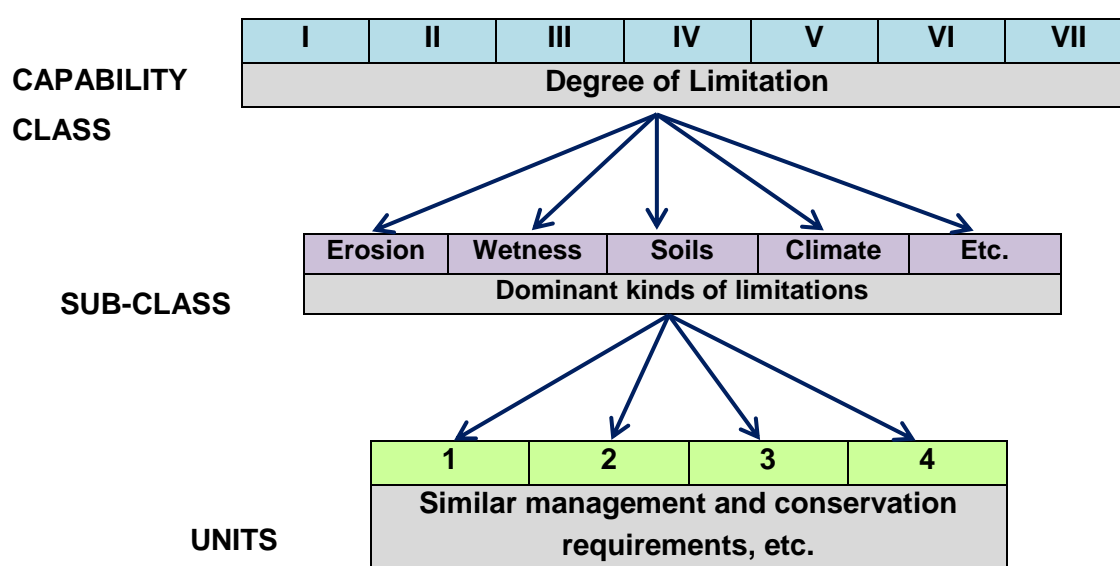 I II III IV V VI VII
CAPABILITY
CLASS
Degree of Limitation
Erosion Wetness Soils Climate Etc.
SUB-CLASS
Dominant kinds of limitations
1 2 3 4
UNITS
Similar management and conservation
requirements, etc.